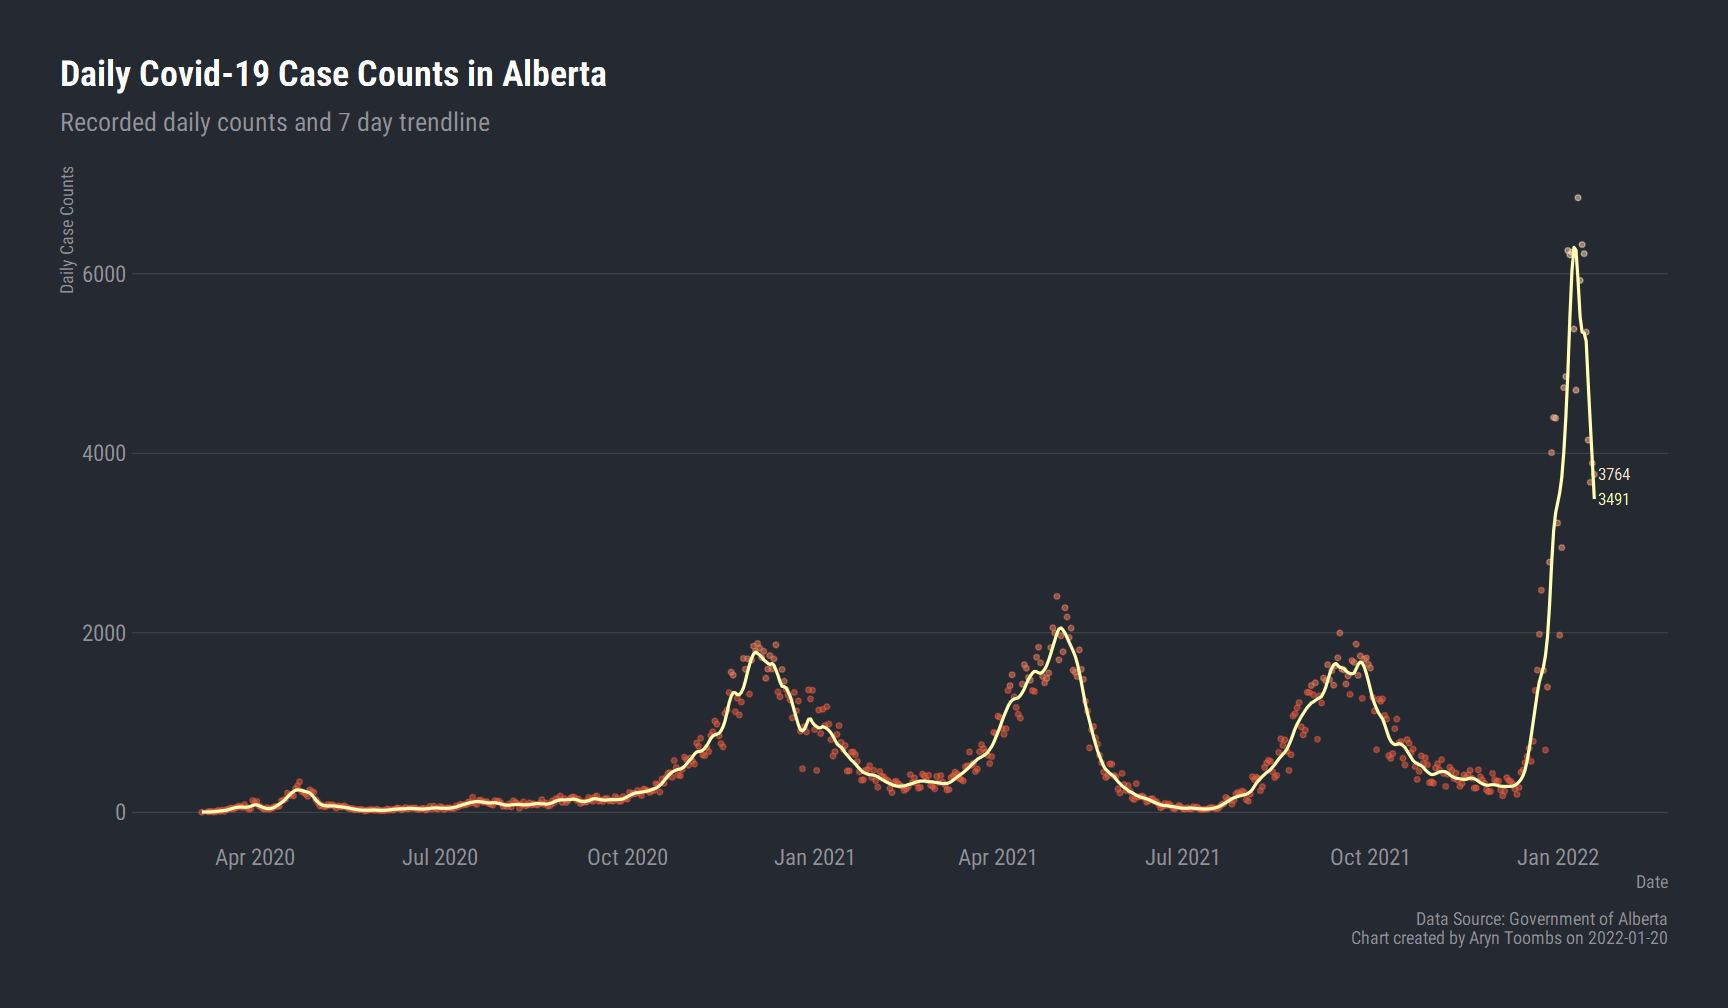 Daily Covid-19 Case Counts in Alberta
Recorded daily counts and 7 day trendline
Daily Case Counts
6000
4000
2000
0
3764
3491
Apr 2020
Jul 2020
Oct 2020
Jan 2021
Apr 2021
Jul 2021
Oct 2021
Jan 2022
Date
Data Source: Government of Alberta
Chart created by Aryn Toombs on 2022-01-20